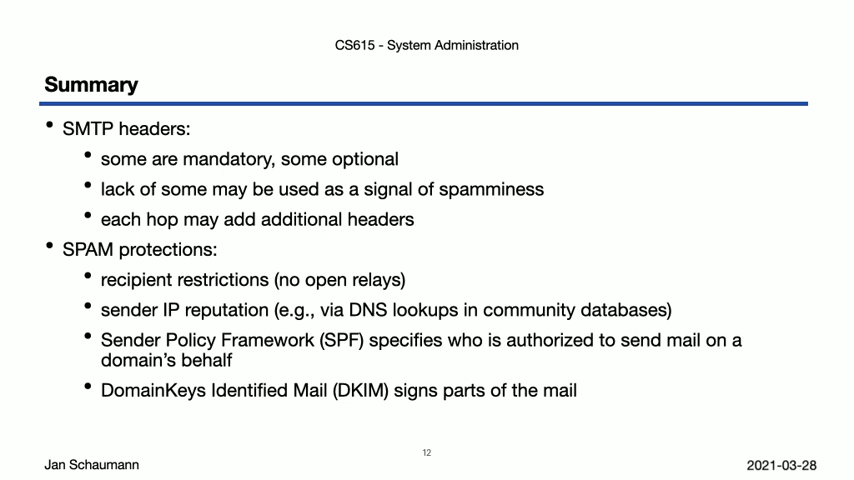 CS615 - System Administration
Summary
• SMTP headers:
• some are mandatory, some optional
• lack of some may be used as a signal of spamminess
• each hop may add additional headers
• SPAM protections:
• recipient restrictions (no open relays)
• sender IP reputation (e.g., via DNS lookups in community databases)
• Sender Policy Framework (SPF) specifies who is authorized to send mail on a
domain’s behalf
• DomainKeys Identified Mail (DKIM) signs parts of the mail
Jan Schaumann
12
2021-03-28